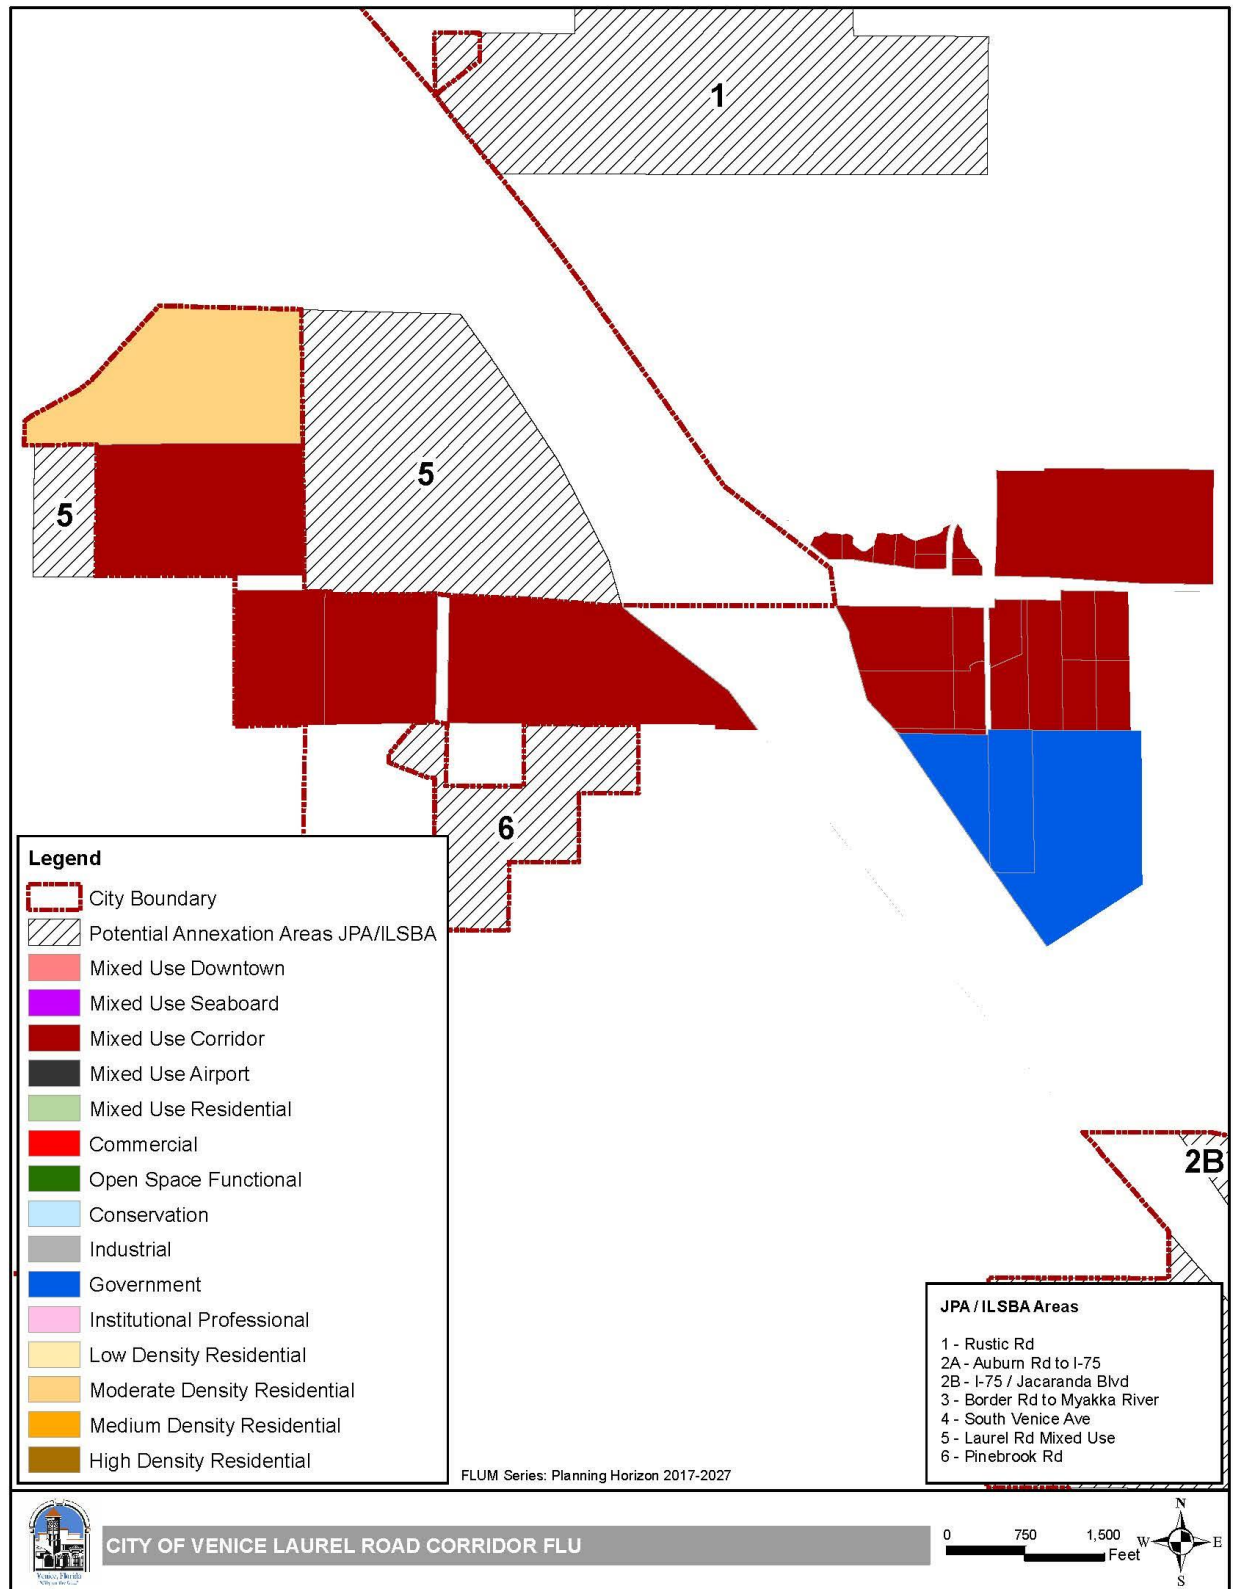 1
5
5
6
2B
Legend
City Boundary
Potential Annexation Areas JPA/ILSBA
Mixed Use Downtown
Mixed Use Seaboard
Mixed Use Corridor
Mixed Use Airport
Mixed Use Residential
Commercial
Open Space Functional
Conservation
Industrial
Government
Institutional Professional
Low Density Residential
Moderate Density Residential
Medium Density Residential
High Density Residential
JPA / ILSBA Areas
1 - Rustic Rd
2A - Auburn Rd to I-75
2B - I-75 / Jacaranda Blvd
3 - Border Rd to Myakka River
4 - South Venice Ave
5 - Laurel Rd Mixed Use
6 - Pinebrook Rd
FLUM Series: Planning Horizon 2017-2027
Venice, Florida
CITY OF VENICE LAUREL ROAD CORRIDOR FLU
0 750 1,500
Feet
N
W E
S